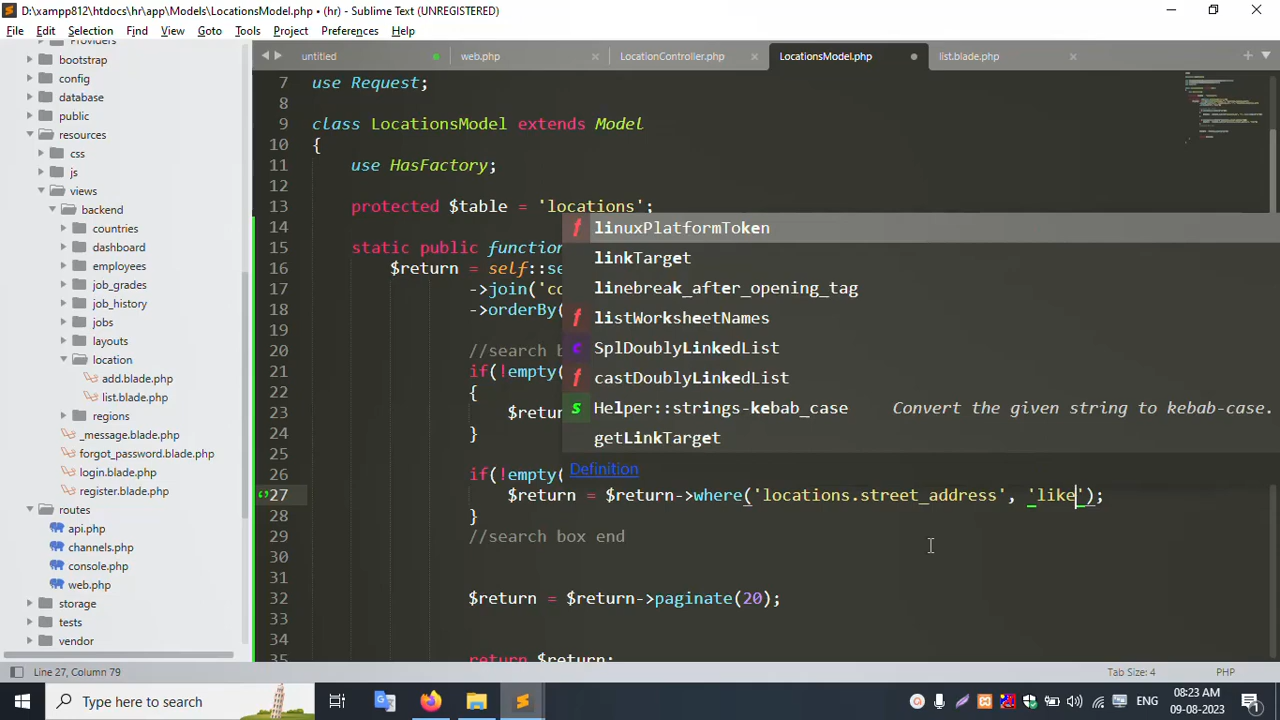 D:\xampp812\htdocs\hr\app\Models\LocationsModel.php • (hr) - Sublime Text (UNREGISTERED)
File Edit Selection Find View Goto Tools Project Preferences Help
untitled web.php LocationController.php LocationsModel.php list.blade.php
Providers
bootstrap
config
database
public
resources
css
js
views
backend
countries
dashboard
employees
job_grades
job_history
jobs
layouts
location
add.blade.php
list.blade.php
regions
_message.blade.php
forgot_password.blade.php
login.blade.php
register.blade.php
routes
api.php
channels.php
console.php
web.php
storage
tests
vendor
7 use Request;
8
9 class LocationsModel extends Model
10 {
11 use HasFactory;
12
13 protected $table = 'locations';
14
15 static public function
16 $return = self::se
17 ->join('co
18 ->orderBy(
19
20 //search b
21 if(!empty(
22 {
23 $retur
24 }
25
26 if(!empty(
27 $return = $return->where('locations.street_address', 'like');
28 }
29 //search box end
30
31
32 $return = $return->paginate(20);
33
34
35 return $return;
linuxPlatformToken
linkTarget
linebreak_after_opening_tag
listWorksheetNames
SplDoublyLinkedList
castDoublyLinkedList
Helper::strings-kebab_case Convert the given string to kebab-case.
getLinkTarget
Definition
Line 27, Column 79 Tab Size: 4 PHP
Type here to search
ENG
08:23 AM
09-08-2023